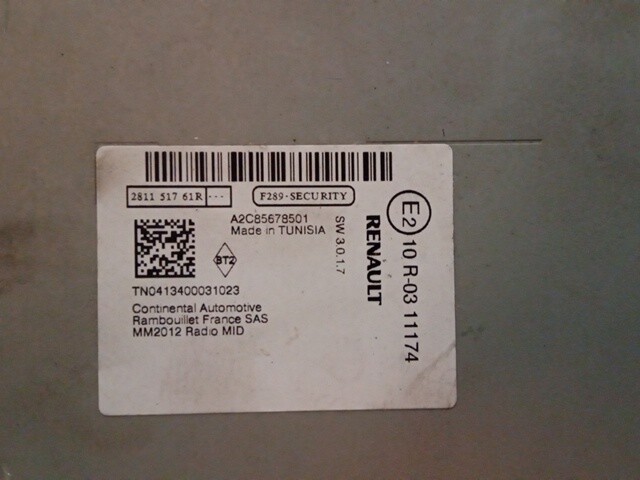 2811 517 61R ---
F289-SECURITY
A2C85678501
Made in TUNISIA
BT2
TN0413400031023
Continental Automotive
Rambouillet France SAS
MM2012 Radio MID
SW 3.0.1.7
RENAULT
E2 10 R-03 11174